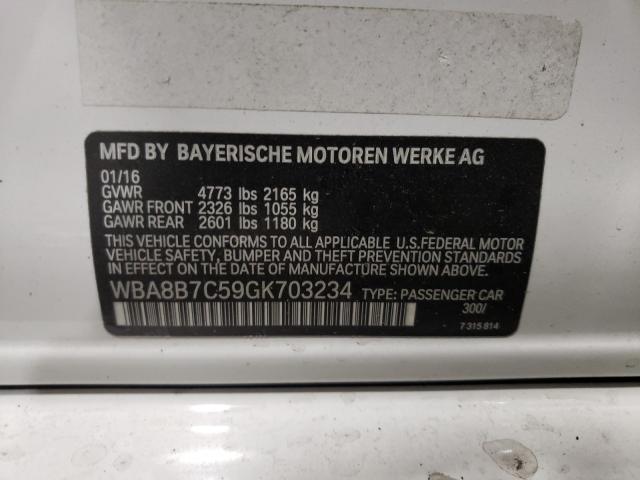 MFD BY BAYERISCHE MOTOREN WERKE AG
01/16
GVWR 4773 lbs 2165 kg
GAWR FRONT 2326 lbs 1055 kg
GAWR REAR 2601 lbs 1180 kg
THIS VEHICLE CONFORMS TO ALL APPLICABLE U.S.FEDERAL MOTOR
VEHICLE SAFETY, BUMPER AND THEFT PREVENTION STANDARDS
IN EFFECT ON THE DATE OF MANUFACTURE SHOWN ABOVE.
WBA8B7C59GK703234 TYPE: PASSENGER CAR
300/
7 315 814